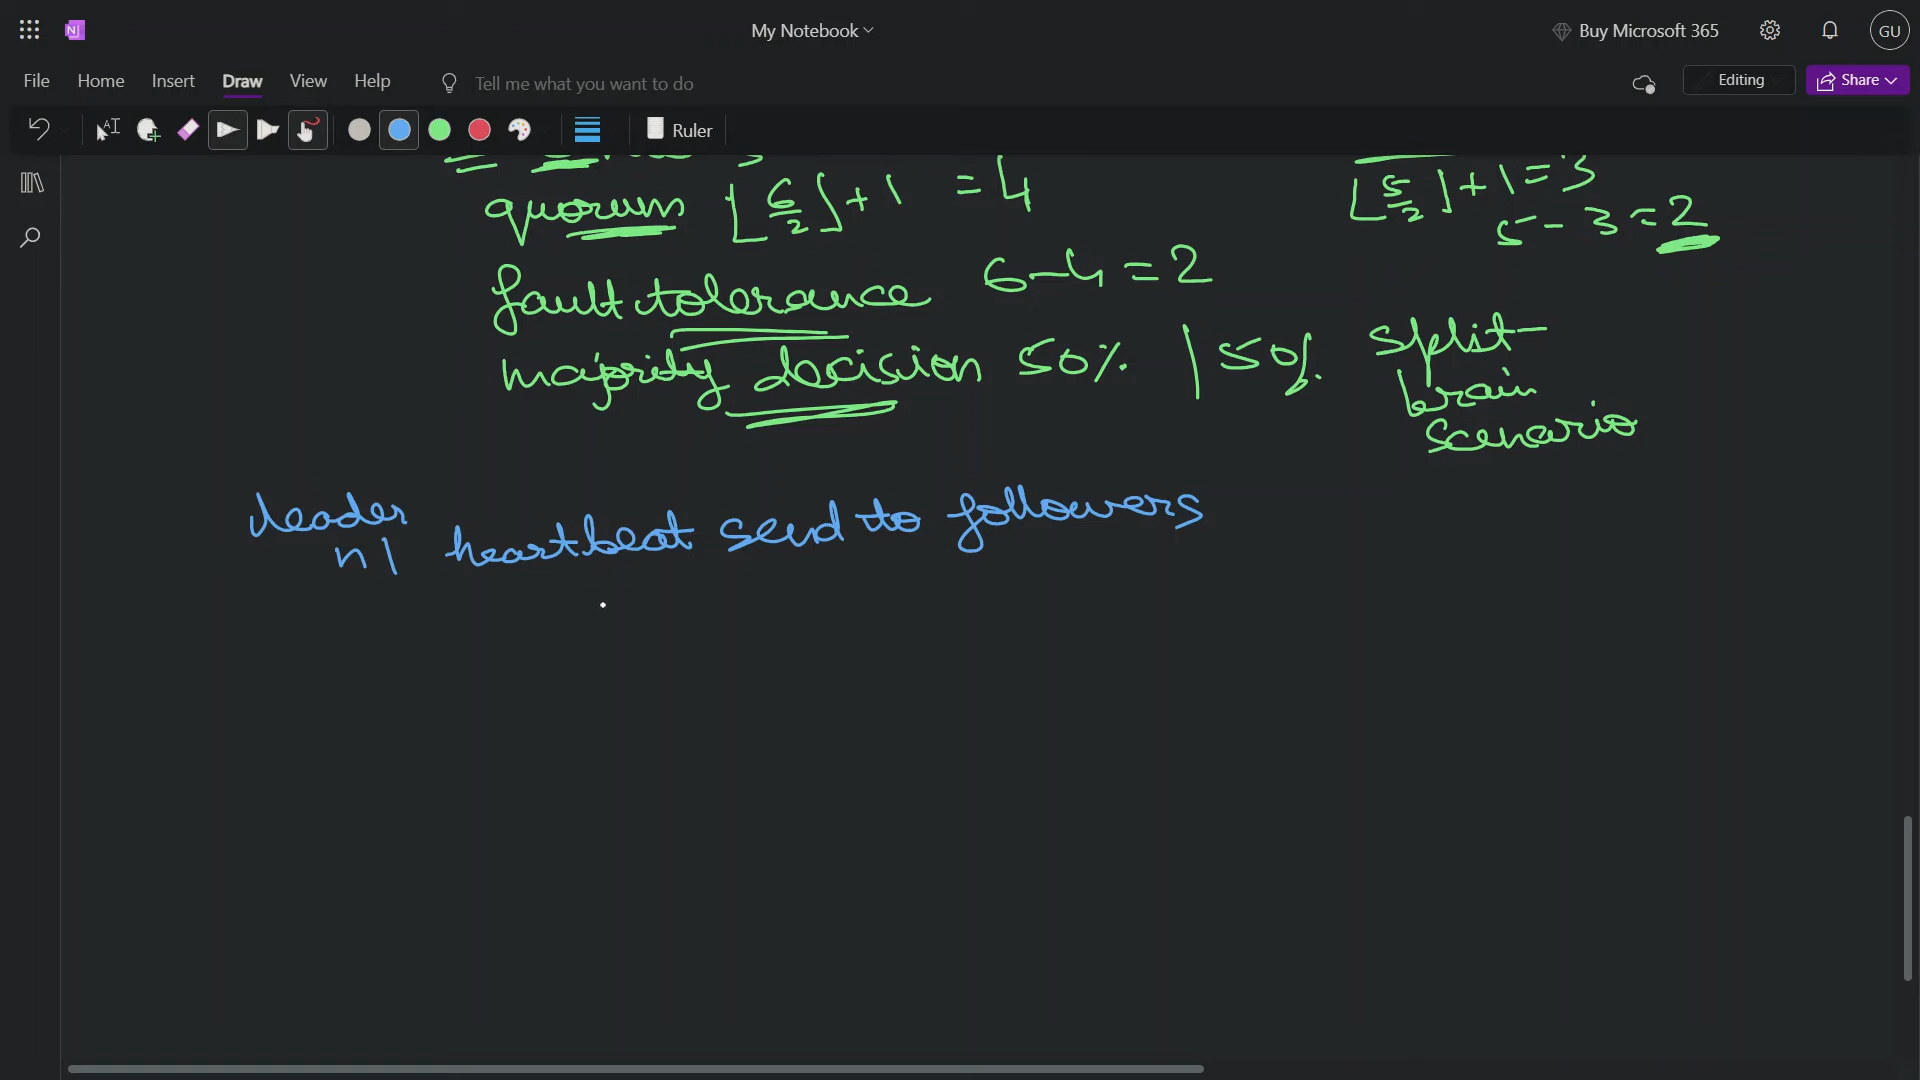 My Notebook
Buy Microsoft 365
GU
File Home Insert Draw View Help
Tell me what you want to do
Editing
Share
Ruler
quorum ⌊6/2⌋+1 = 4
⌊5/2⌋+1=3
5-3=2
fault tolerance 6-4=2
majority decision 50% | 50%
split-
brain
scenario
leader
n1 heartbeat send to followers